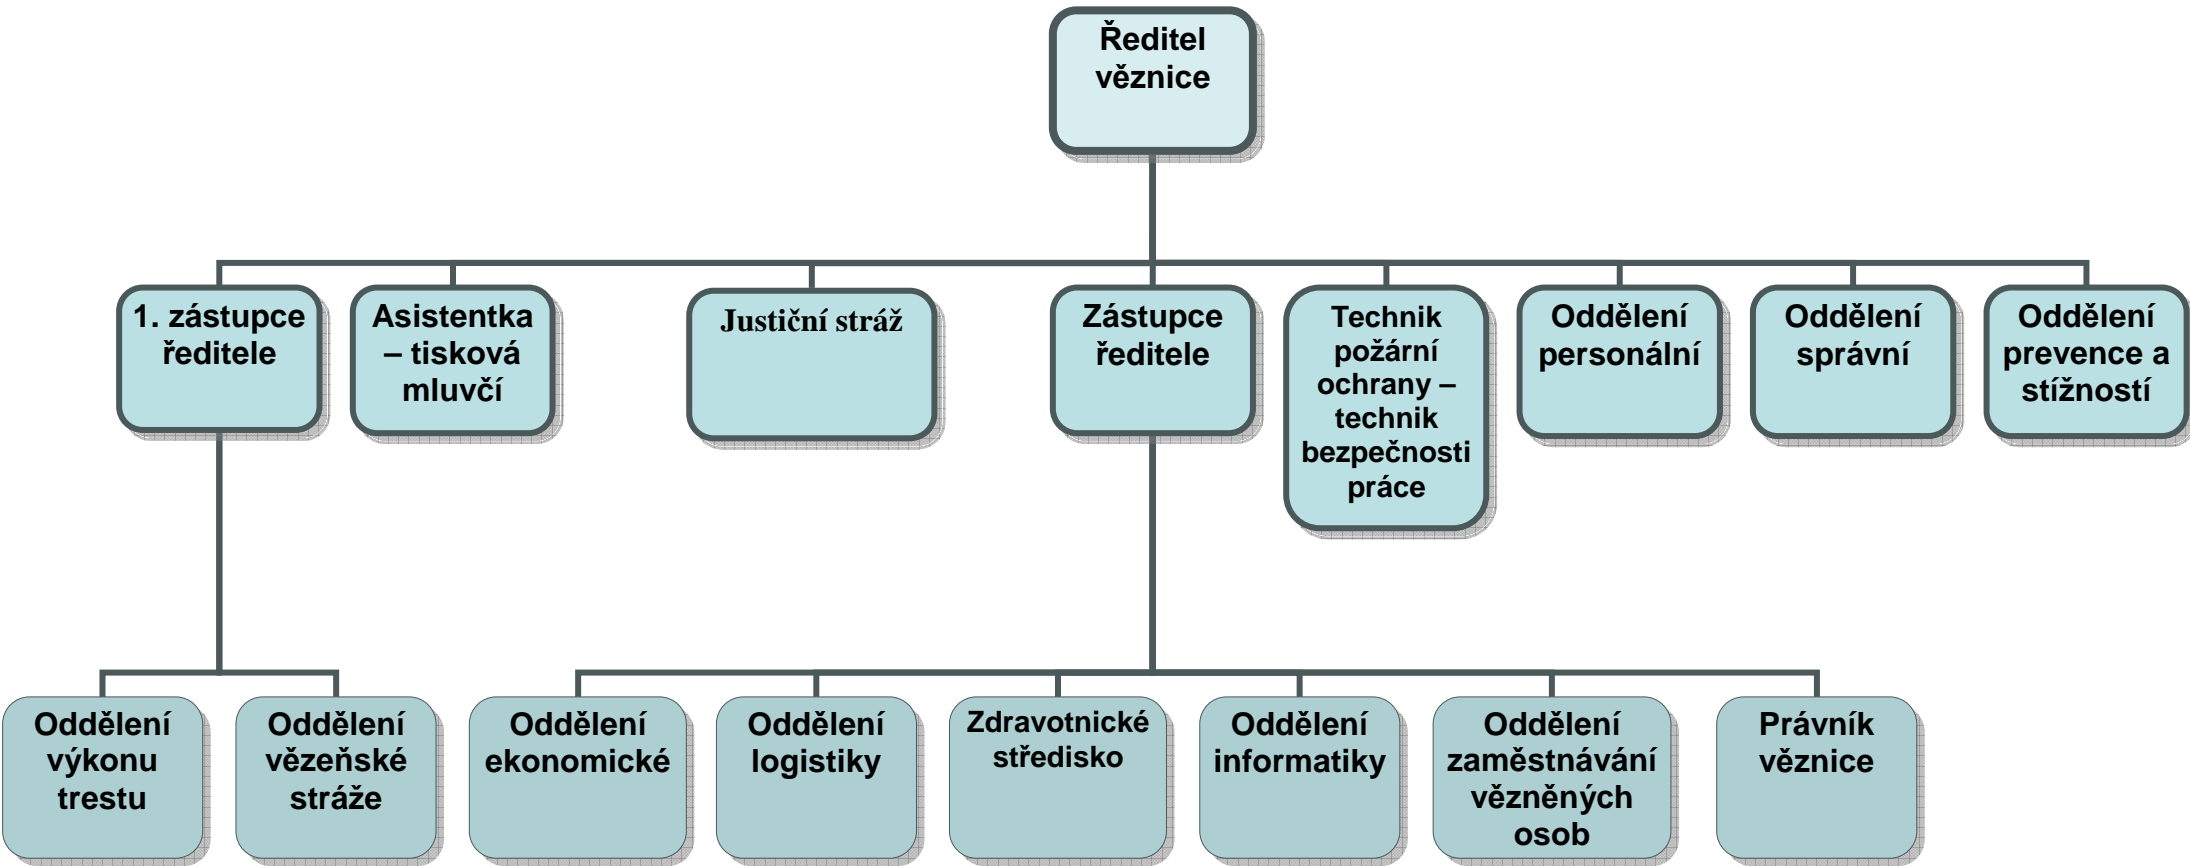 Ředitel
věznice
1. zástupce
ředitele
Asistentka
– tisková
mluvčí
Justiční stráž
Zástupce
ředitele
Technik
požární
ochrany –
technik
bezpečnosti
práce
Oddělení
personální
Oddělení
správní
Oddělení
prevence a
stížností
Oddělení
výkonu
trestu
Oddělení
vězeňské
stráže
Oddělení
ekonomické
Oddělení
logistiky
Zdravotnické
středisko
Oddělení
informatiky
Oddělení
zaměstnávání
vězněných
osob
Právník
věznice